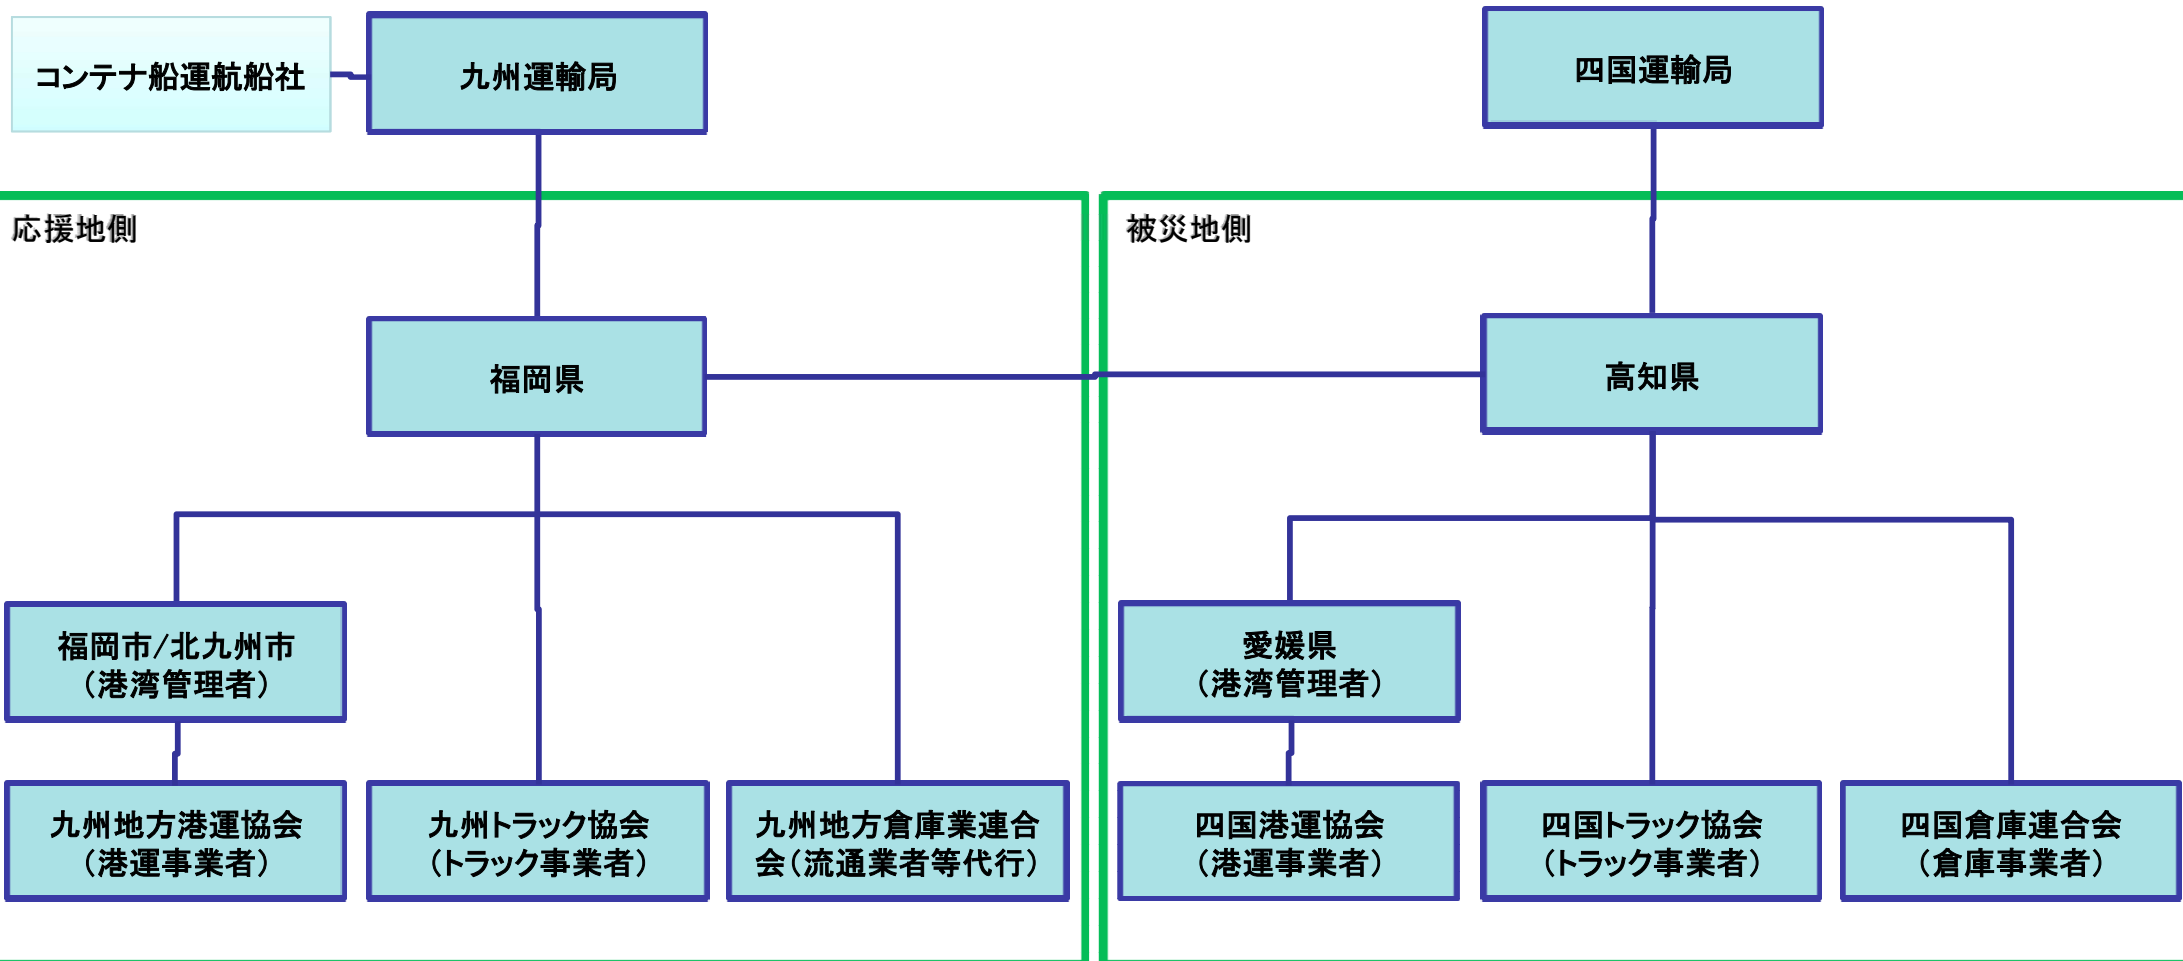 コンテナ船運航船社
九州運輸局
四国運輸局
応援地側
被災地側
福岡県
高知県
福岡市/北九州市
（港湾管理者）
愛媛県
（港湾管理者）
九州地方港運協会
（港運事業者）
九州トラック協会
（トラック事業者）
九州地方倉庫業連合
会（流通業者等代行）
四国港運協会
（港運事業者）
四国トラック協会
（トラック事業者）
四国倉庫連合会
（倉庫事業者）